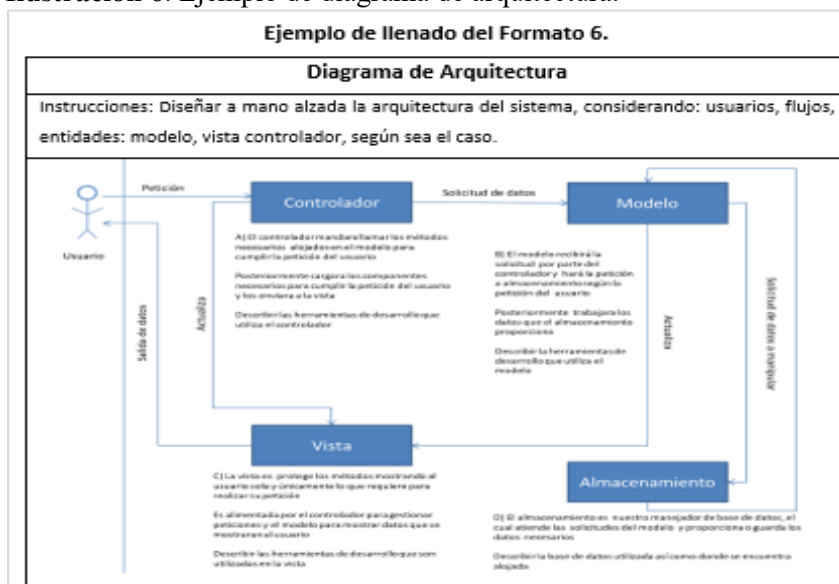 Ilustración 6. Ejemplo de diagrama de arquitectura.
Ejemplo de llenado del Formato 6.
Diagrama de Arquitectura
Instrucciones: Diseñar a mano alzada la arquitectura del sistema, considerando: usuarios, flujos,
entidades: modelo, vista controlador, según sea el caso.
Petición
Controlador
Solicitud de datos
Modelo
Usuario
A) El controlador mandara llamar los métodos
necesarios alojados en el modelo para
cumplir la petición del usuario
Posteriormente cargara los componentes
necesarios para cumplir la petición del usuario
y los enviara a la vista
Describir las herramientas de desarrollo que
utiliza el controlador
B) El modelo recibirá la
solicitud por parte del
controlador y hará la petición
a almacenamiento según la
petición del usuario
Posteriormente trabajara los
datos que el almacenamiento
proporciona
Describir la herramientas de
desarrollo que utiliza el
modelo
Salida de datos
Actualiza
Actualiza
Solicitud de datos a manipular
Vista
C) La vista es protege los métodos mostrando al
usuario solo y únicamente lo que requiere para
realizar su petición
Es alimentada por el controlador para gestionar
peticiones y el modelo para mostrar datos que se
mostraran al usuario
Describir las herramientas de desarrollo que son
utilizadas en la vista
Almacenamiento
D) El almacenamiento es nuestro manejador de base de datos, el
cual atiende las solicitudes del modelo y proporciona o guarda los
datos necesarios
Describir la base de datos utilizada así como donde se encuentra
alojada